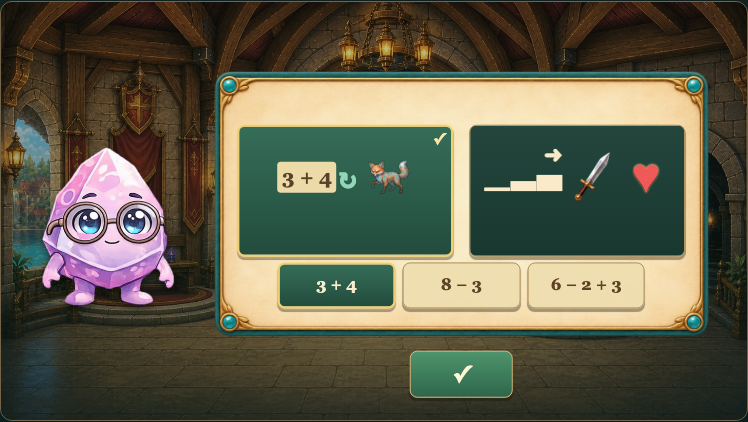 3 + 4
3 + 4
8 – 3
6 – 2 + 3